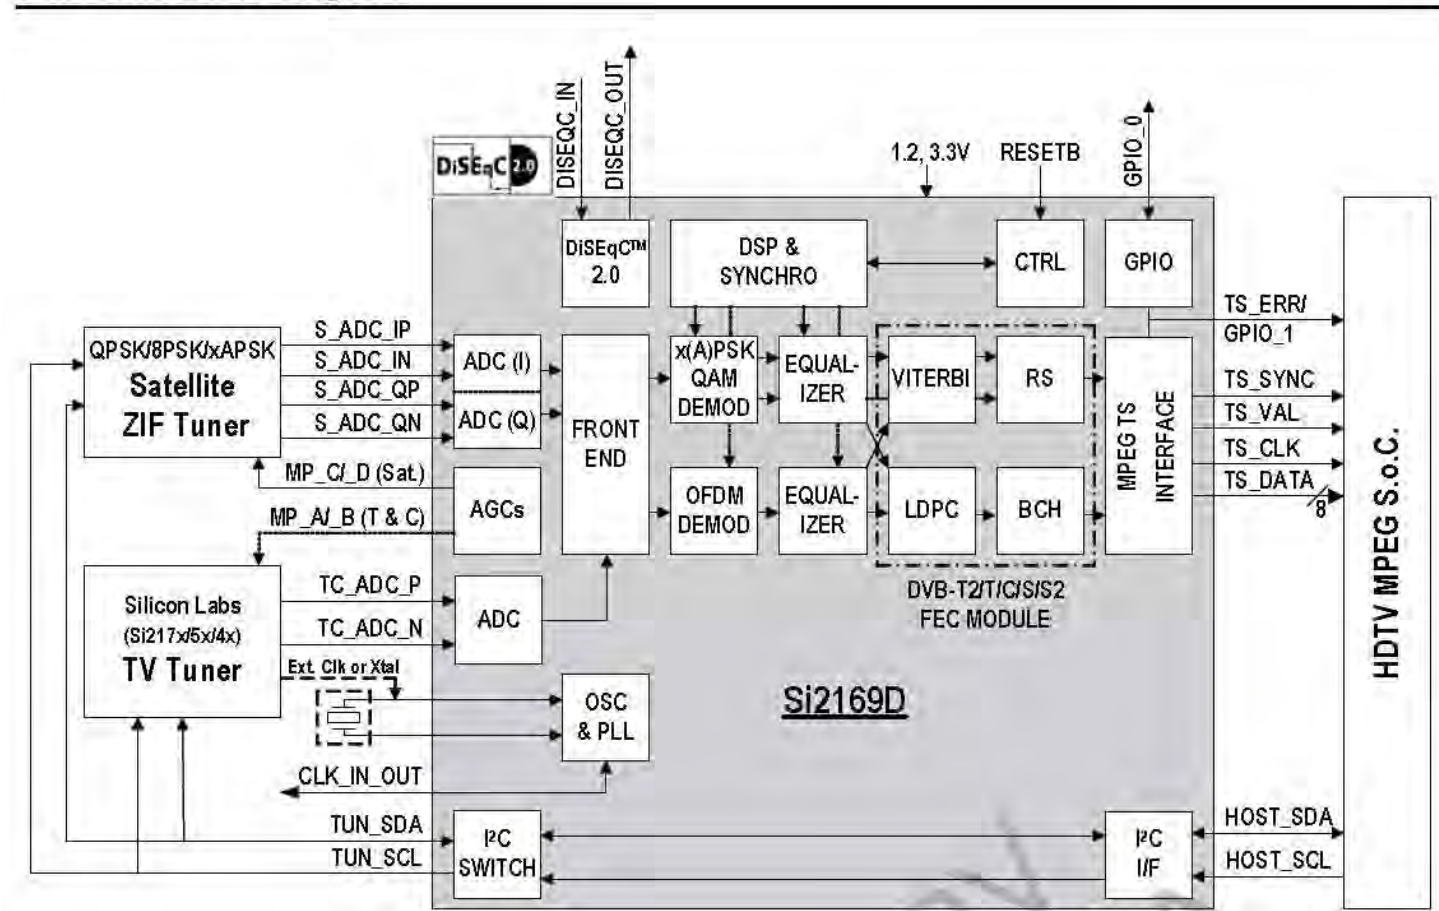 DISEQC_IN
DISEQC_OUT
GPIO_0
DiSEqC 2.0
1.2, 3.3V
RESETB
DiSEqC™
2.0
DSP &
SYNCHRO
CTRL
GPIO
TS_ERR/
GPIO_1
QPSK/8PSK/xAPSK
Satellite
ZIF Tuner
S_ADC_IP
S_ADC_IN
S_ADC_QP
S_ADC_QN
ADC (I)
ADC (Q)
FRONT
END
x(A)PSK
QAM
DEMOD
EQUAL-
IZER
VITERBI
RS
MPEG TS
INTERFACE
TS_SYNC
TS_VAL
TS_CLK
TS_DATA
8
HDTV MPEG S.o.C.
MP_C/_D (Sat.)
MP_A/_B (T & C)
AGCs
OFDM
DEMOD
EQUAL-
IZER
LDPC
BCH
DVB-T2/T/C/S/S2
FEC MODULE
Silicon Labs
(Si217x/5x/4x)
TV Tuner
TC_ADC_P
TC_ADC_N
ADC
Ext. Clk or Xtal
OSC
& PLL
Si2169D
CLK_IN_OUT
TUN_SDA
TUN_SCL
I²C
SWITCH
I²C
I/F
HOST_SDA
HOST_SCL